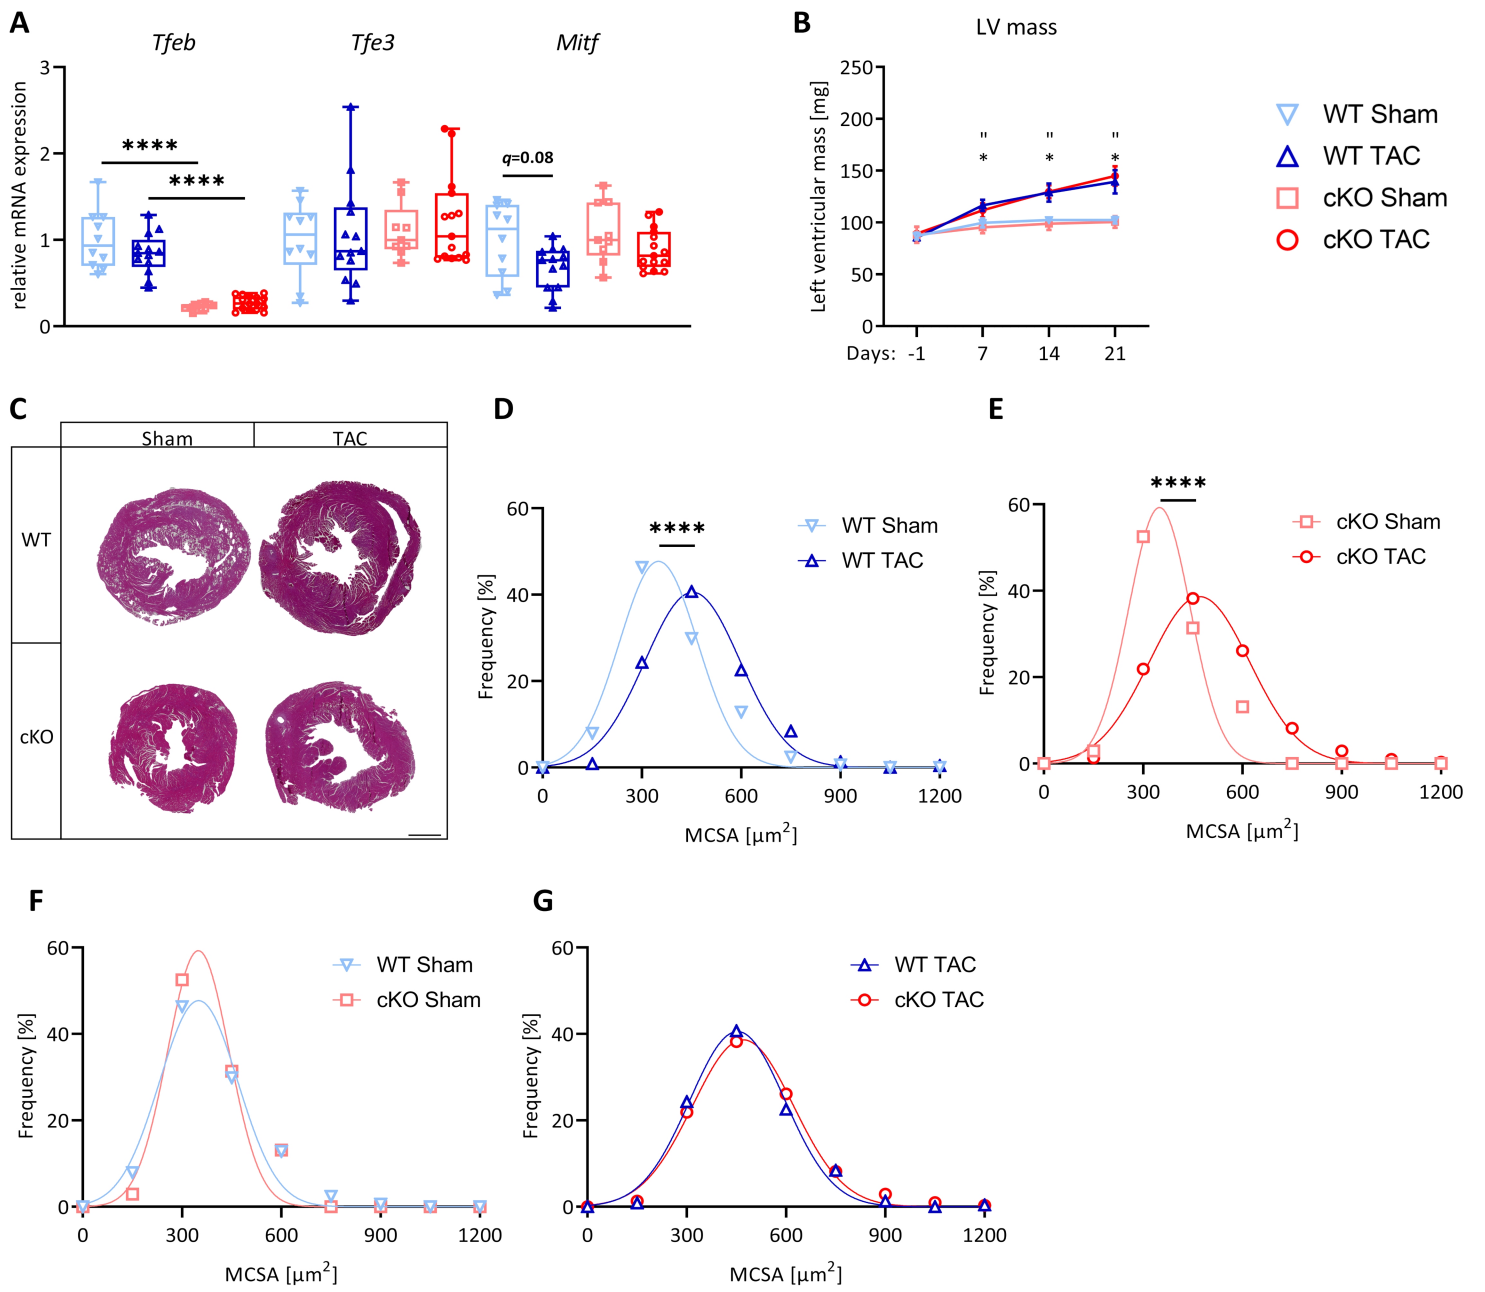 A
Tfeb
Tfe3
Mitf
relative mRNA expression
3
2
1
0
****
****
q=0.08
B
LV mass
Left ventricular mass [mg]
250
200
150
100
50
0
" " "
* * *
Days: -1 7 14 21
WT Sham
WT TAC
cKO Sham
cKO TAC
C
Sham TAC
WT
cKO
D
Frequency [%]
60
40
20
0
****
WT Sham
WT TAC
0 300 600 900 1200
MCSA [µm²]
E
Frequency [%]
60
40
20
0
****
cKO Sham
cKO TAC
0 300 600 900 1200
MCSA [µm²]
F
Frequency [%]
60
40
20
0
WT Sham
cKO Sham
0 300 600 900 1200
MCSA [µm²]
G
Frequency [%]
60
40
20
0
WT TAC
cKO TAC
0 300 600 900 1200
MCSA [µm²]